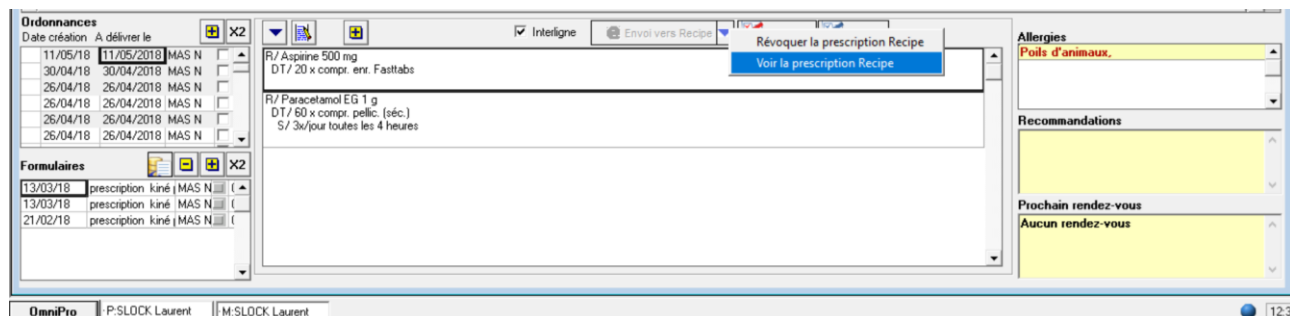 Ordonnances
Date création A délivrer le
X2
11/05/18 11/05/2018 MAS N
30/04/18 30/04/2018 MAS N
26/04/18 26/04/2018 MAS N
26/04/18 26/04/2018 MAS N
26/04/18 26/04/2018 MAS N
26/04/18 26/04/2018 MAS N
Formulaires
X2
13/03/18 prescription kiné p MAS N (
13/03/18 prescription kiné MAS N (
21/02/18 prescription kiné p MAS N (
Interligne
Envoi vers Recipe
Révoquer la prescription Recipe
Voir la prescription Recipe
R/ Aspirine 500 mg
DT/ 20 x compr. enr. Fasttabs
R/ Paracetamol EG 1 g
DT/ 60 x compr. pellic. (séc.)
S/ 3x/jour toutes les 4 heures
Allergies
Poils d'animaux,
Recommandations
Prochain rendez-vous
Aucun rendez-vous
OmniPro
P:SLOCK Laurent
M:SLOCK Laurent